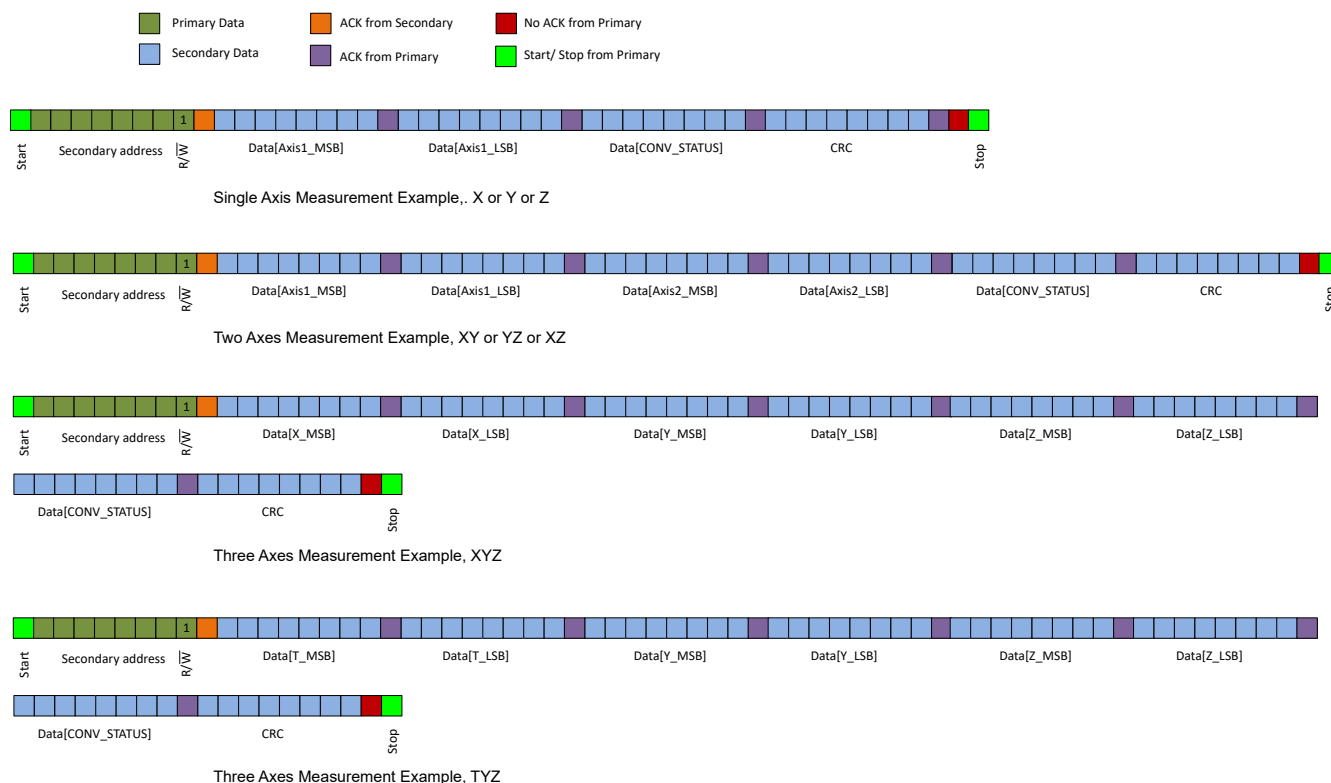 Primary Data ACK from Secondary No ACK from Primary
Secondary Data ACK from Primary Start/ Stop from Primary
1
Start Secondary address R/W Data[Axis1_MSB] Data[Axis1_LSB] Data[CONV_STATUS] CRC Stop
Single Axis Measurement Example,. X or Y or Z
1
Start Secondary address R/W Data[Axis1_MSB] Data[Axis1_LSB] Data[Axis2_MSB] Data[Axis2_LSB] Data[CONV_STATUS] CRC Stop
Two Axes Measurement Example, XY or YZ or XZ
1
Start Secondary address R/W Data[X_MSB] Data[X_LSB] Data[Y_MSB] Data[Y_LSB] Data[Z_MSB] Data[Z_LSB]
Data[CONV_STATUS] CRC Stop
Three Axes Measurement Example, XYZ
1
Start Secondary address R/W Data[T_MSB] Data[T_LSB] Data[Y_MSB] Data[Y_LSB] Data[Z_MSB] Data[Z_LSB]
Data[CONV_STATUS] CRC Stop
Three Axes Measurement Example, TYZ